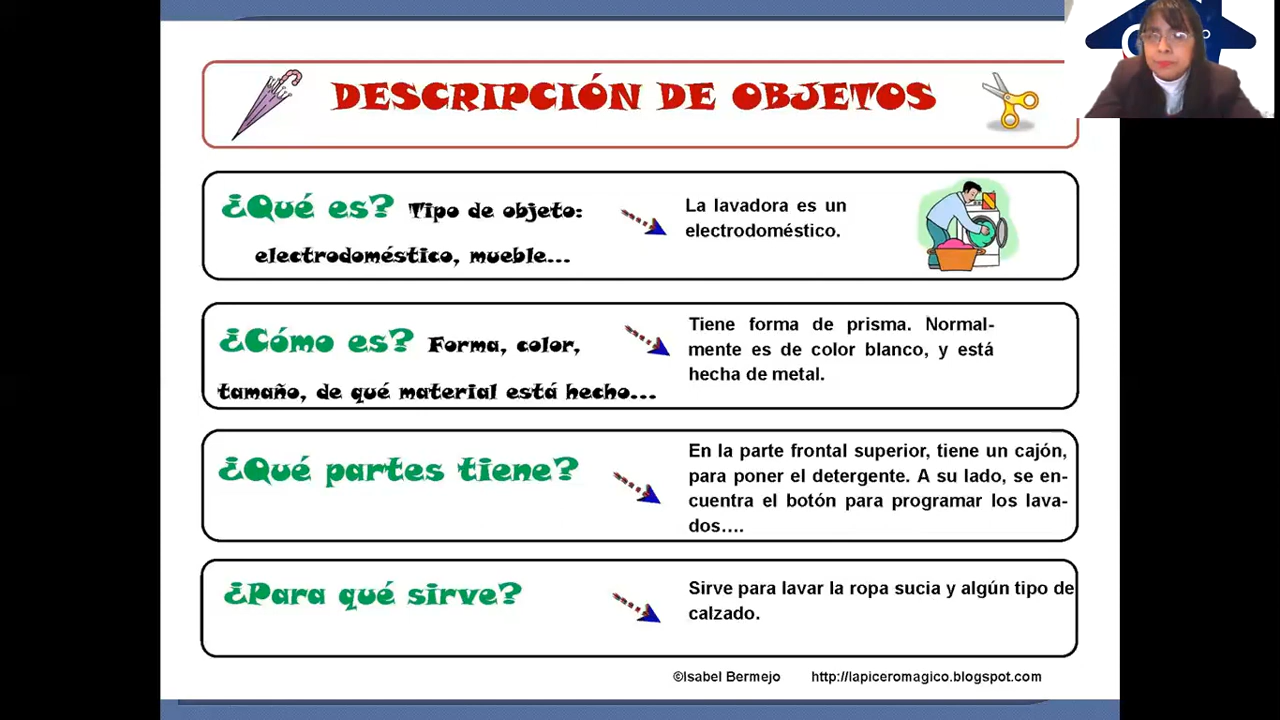 DESCRIPCIÓN DE OBJETOS
¿Qué es? Tipo de objeto:
electrodoméstico, mueble...
La lavadora es un
electrodoméstico.
¿Cómo es? Forma, color,
tamaño, de qué material está hecho...
Tiene forma de prisma. Normal-
mente es de color blanco, y está
hecha de metal.
¿Qué partes tiene?
En la parte frontal superior, tiene un cajón,
para poner el detergente. A su lado, se en-
cuentra el botón para programar los lava-
dos....
¿Para qué sirve?
Sirve para lavar la ropa sucia y algún tipo de
calzado.
©Isabel Bermejo http://lapiceromagico.blogspot.com